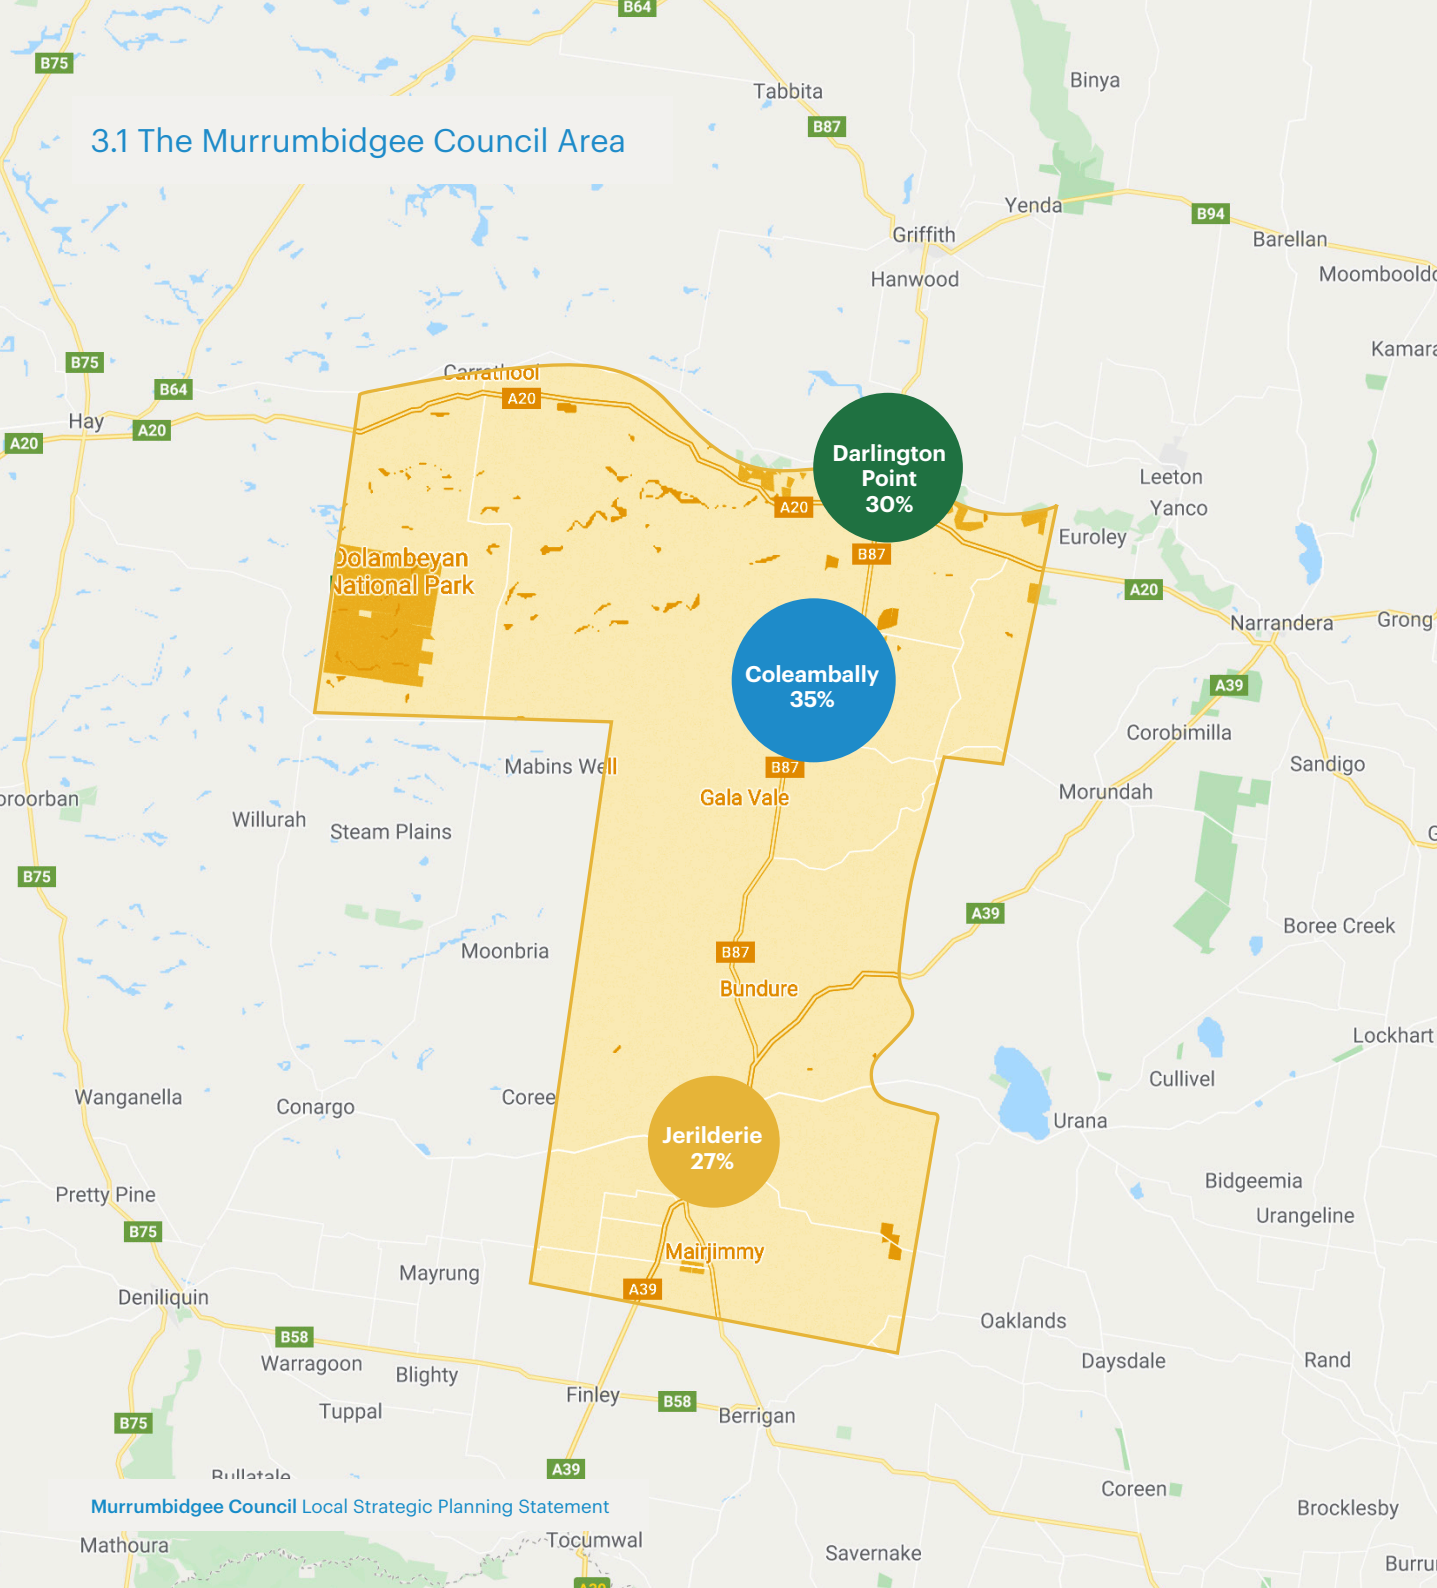 B64
B75
Binya
Tabbita
B87
3.1 The Murrumbidgee Council Area
Yenda
B94
Griffith
Barellan
Hanwood
Kamara
B75
B64
Carrathool
A20
Hay
A20
A20
Darlington
Point
30%
Leeton
Yanco
A20
Euroley
B87
Oolambeyan
National Park
A20
Narrandera
Grong
Coleambally
35%
A39
Corobimilla
Mabins Well
B87
Sandigo
Gala Vale
Morundah
oroorban
Willurah
Steam Plains
B75
A39
Boree Creek
Moonbria
B87
Bundure
Lockhart
Cullivel
Wanganella
Coree
Conargo
Urana
Jerilderie
27%
Bidgeemia
Pretty Pine
Urangeline
B75
Mairjimmy
Mayrung
A39
Deniliquin
Oaklands
B58
Warragoon
Blighty
Daysdale
Rand
Finley
B58
Tuppal
Berrigan
B75
A39
Bullatale
Coreen
Murrumbidgee Council Local Strategic Planning Statement
Brocklesby
Mathoura
Tocumwal
Savernake
Burru
A39